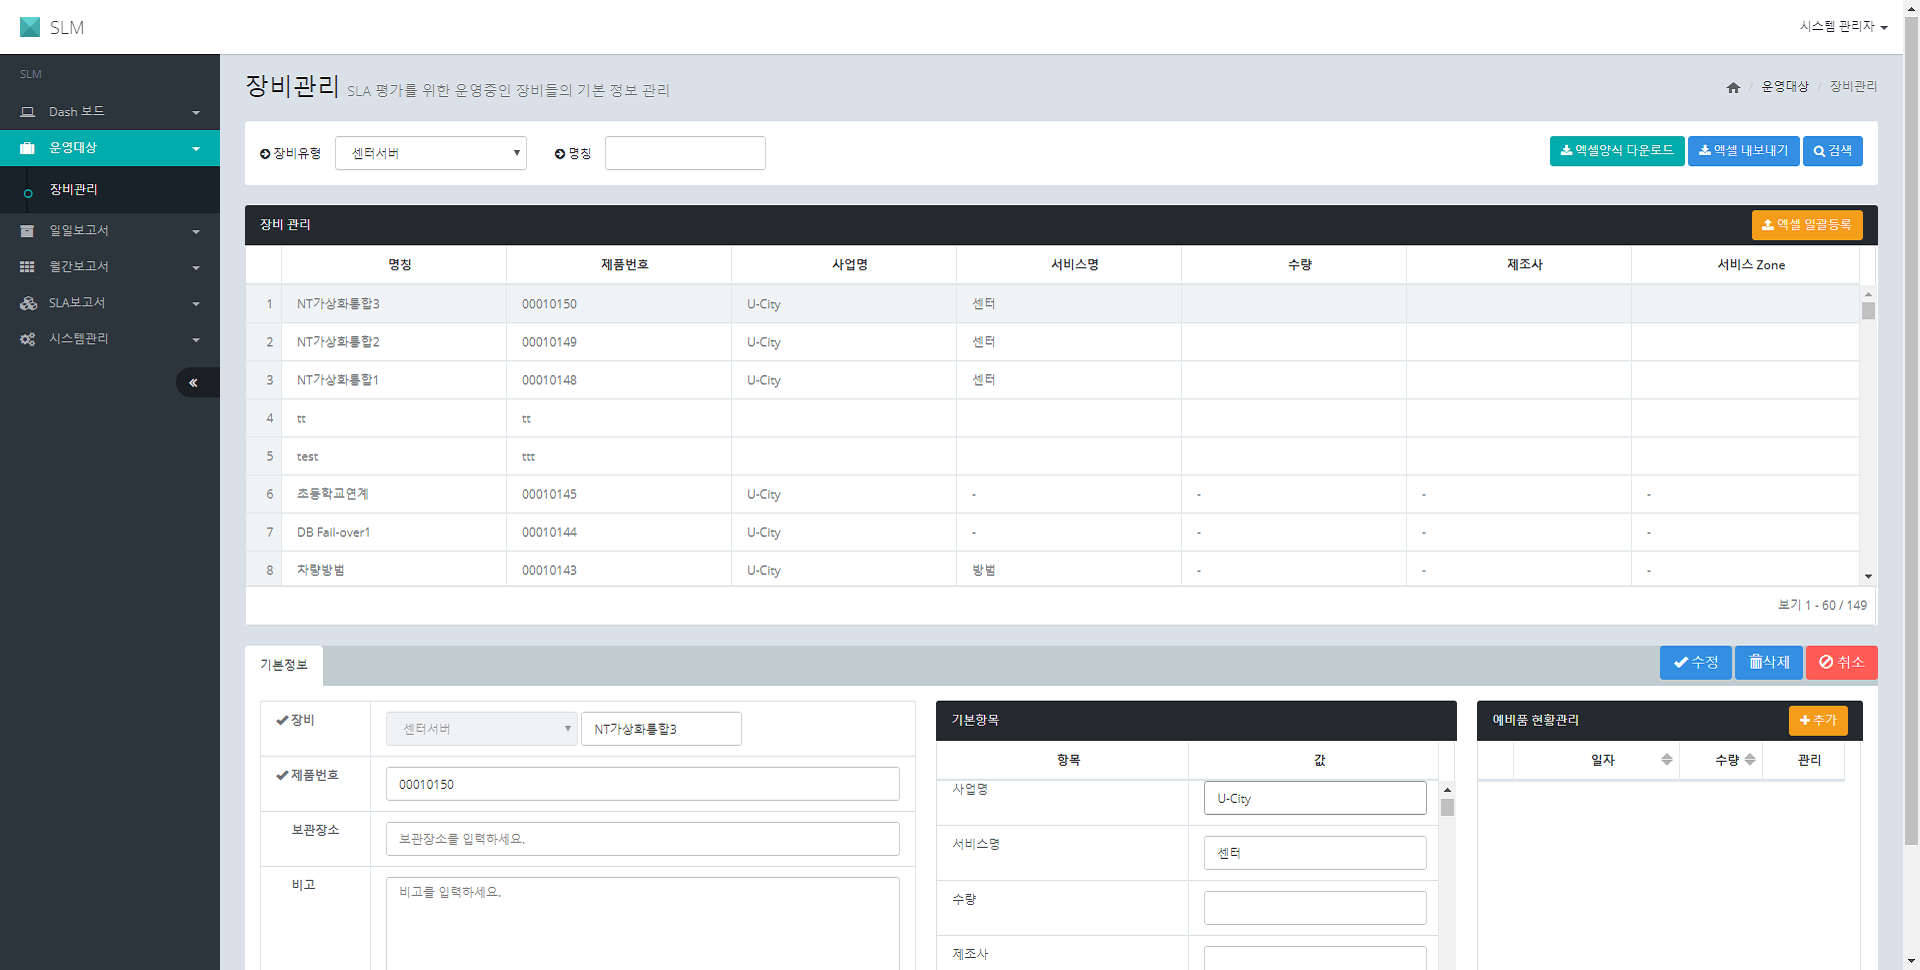 SLM
시스템 관리자
SLM
Dash 보드
운영대상
장비관리
일일보고서
월간보고서
SLA보고서
시스템관리
장비관리 SLA 평가를 위한 운영중인 장비들의 기본 정보 관리
/ 운영대상 / 장비관리
장비유형 센터서버 명칭
엑셀양식 다운로드 엑셀 내보내기 검색
장비 관리 엑셀 일괄등록
명칭 제품번호 사업명 서비스명 수량 제조사 서비스 Zone
1 NT가상화통합3 00010150 U-City 센터
2 NT가상화통합2 00010149 U-City 센터
3 NT가상화통합1 00010148 U-City 센터
4 tt tt
5 test ttt
6 초등학교연계 00010145 U-City - - - -
7 DB Fail-over1 00010144 U-City - - - -
8 차량방범 00010143 U-City 방범 - - -
보기 1 - 60 / 149
기본정보 수정 삭제 취소
장비 센터서버 NT가상화통합3
제품번호 00010150
보관장소 보관장소를 입력하세요.
비고 비고를 입력하세요.
기본항목
항목 값
사업명 U-City
서비스명 센터
수량
제조사
예비품 현황관리 추가
일자 수량 관리